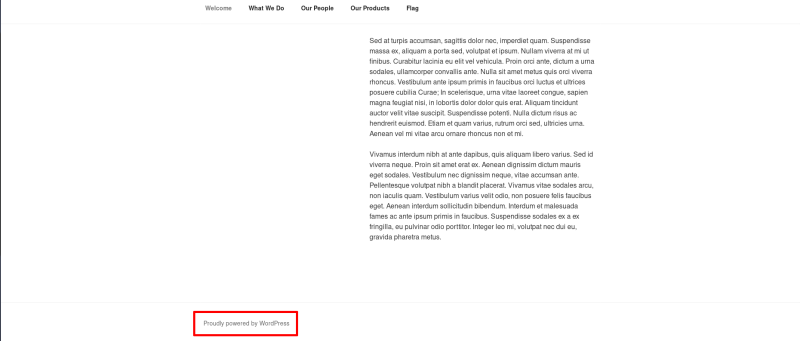 Welcome What We Do Our People Our Products Flag
Sed at turpis accumsan, sagittis dolor nec, imperdiet quam. Suspendisse
massa ex, aliquam a porta sed, volutpat et ipsum. Nullam viverra at mi ut
finibus. Curabitur lacinia eu elit vel vehicula. Proin orci ante, dictum a urna
sodales, ullamcorper convallis ante. Nulla sit amet metus quis orci viverra
rhoncus. Vestibulum ante ipsum primis in faucibus orci luctus et ultrices
posuere cubilia Curae; In scelerisque, urna vitae laoreet congue, sapien
magna feugiat nisi, in lobortis dolor dolor quis erat. Aliquam tincidunt
auctor velit vitae suscipit. Suspendisse potenti. Nulla dictum risus ac
hendrerit euismod. Etiam et quam varius, rutrum orci sed, ultricies urna.
Aenean vel mi vitae arcu ornare rhoncus non et mi.
Vivamus interdum nibh at ante dapibus, quis aliquam libero varius. Sed id
viverra neque. Proin sit amet erat ex. Aenean dignissim dictum mauris
eget sodales. Vestibulum nec dignissim neque, vitae accumsan ante.
Pellentesque volutpat nibh a blandit placerat. Vivamus vitae sodales arcu,
non iaculis quam. Vestibulum varius velit odio, non posuere felis faucibus
eget. Aenean interdum sollicitudin bibendum. Interdum et malesuada
fames ac ante ipsum primis in faucibus. Suspendisse sodales ex a ex
fringilla, eu pulvinar odio porttitor. Integer leo mi, volutpat nec dui eu,
gravida pharetra metus.
Proudly powered by WordPress